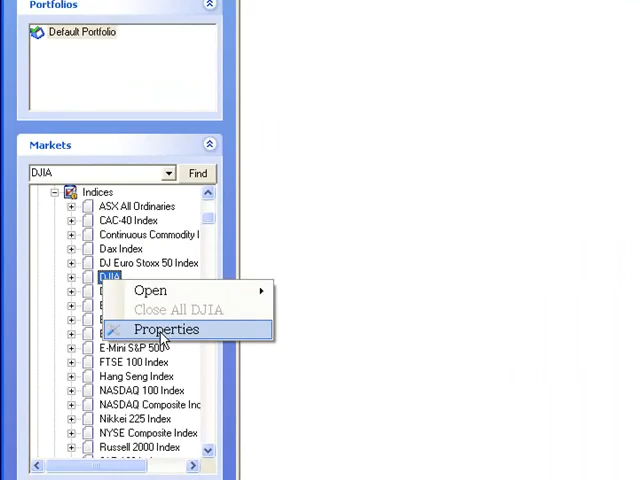 Portfolios
Default Portfolio
Markets
DJIA
Find
Indices
ASX All Ordinaries
CAC-40 Index
Continuous Commodity I
Dax Index
DJ Euro Stoxx 50 Index
DJIA
Open
Close All DJIA
Properties
E-Mini S&P 500
FTSE 100 Index
Hang Seng Index
NASDAQ 100 Index
NASDAQ Composite Inc
Nikkei 225 Index
NYSE Composite Index
Russell 2000 Index